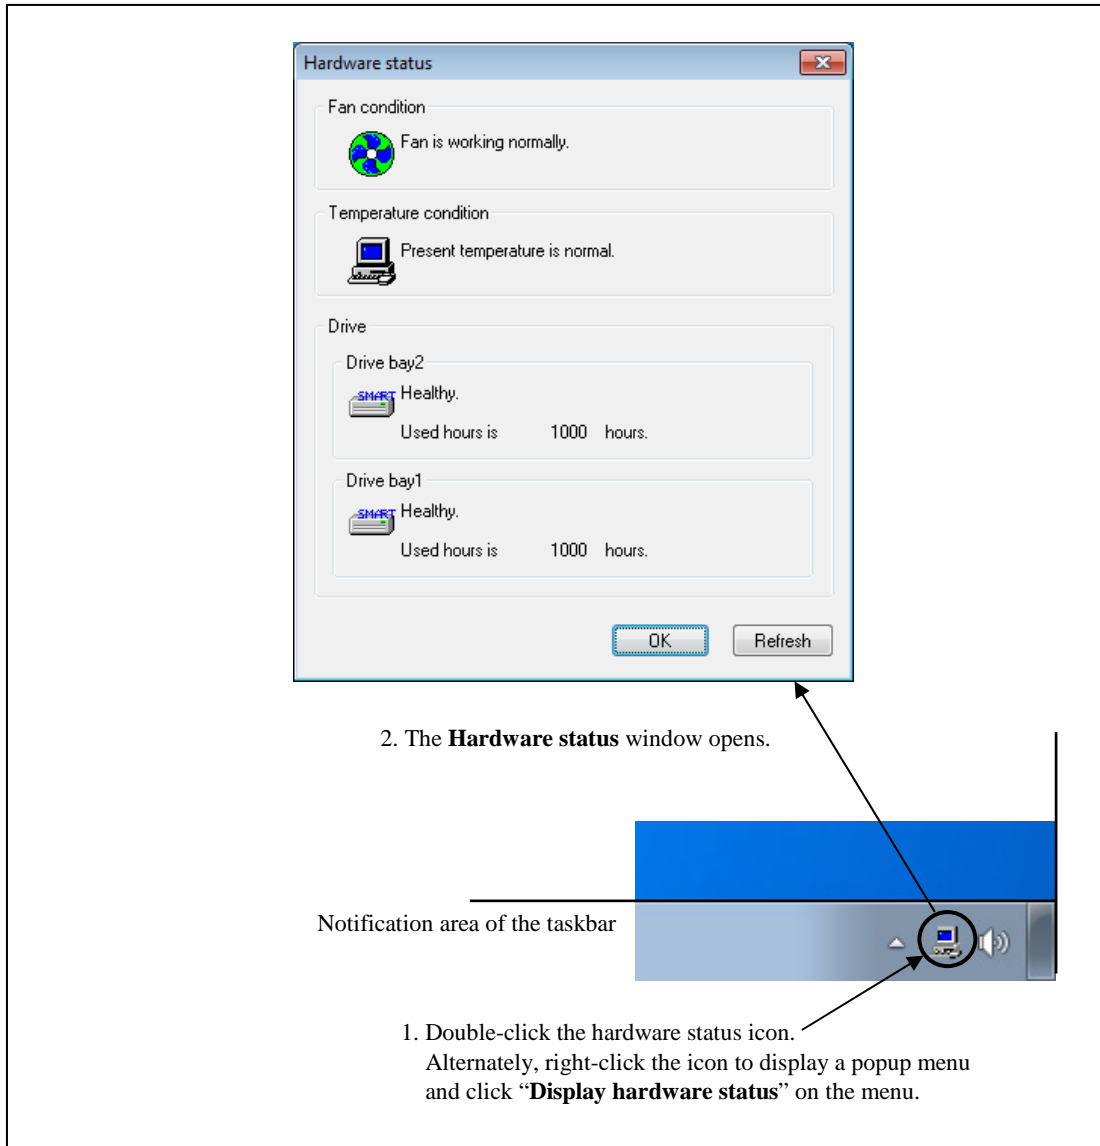 Hardware status
Fan condition
Fan is working normally.
Temperature condition
Present temperature is normal.
Drive
Drive bay2
SMART
Healthy.
Used hours is 1000 hours.
Drive bay1
SMART
Healthy.
Used hours is 1000 hours.
OK Refresh
2. The Hardware status window opens.
Notification area of the taskbar
1. Double-click the hardware status icon.
Alternately, right-click the icon to display a popup menu
and click “Display hardware status” on the menu.